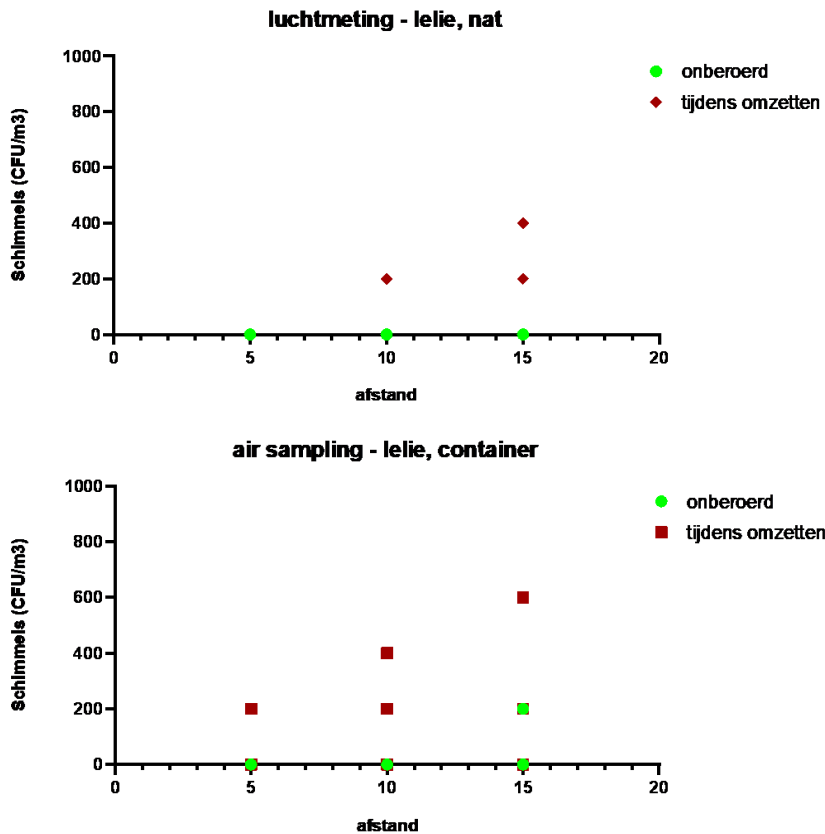 luchtmeting - lelie, nat
1000
800
600
400
200
0
0 5 10 15 20
Schimmels (CFU/m3)
afstand
onberoerd
tijdens omzetten
air sampling - lelie, container
1000
800
600
400
200
0
0 5 10 15 20
Schimmels (CFU/m3)
afstand
onberoerd
tijdens omzetten